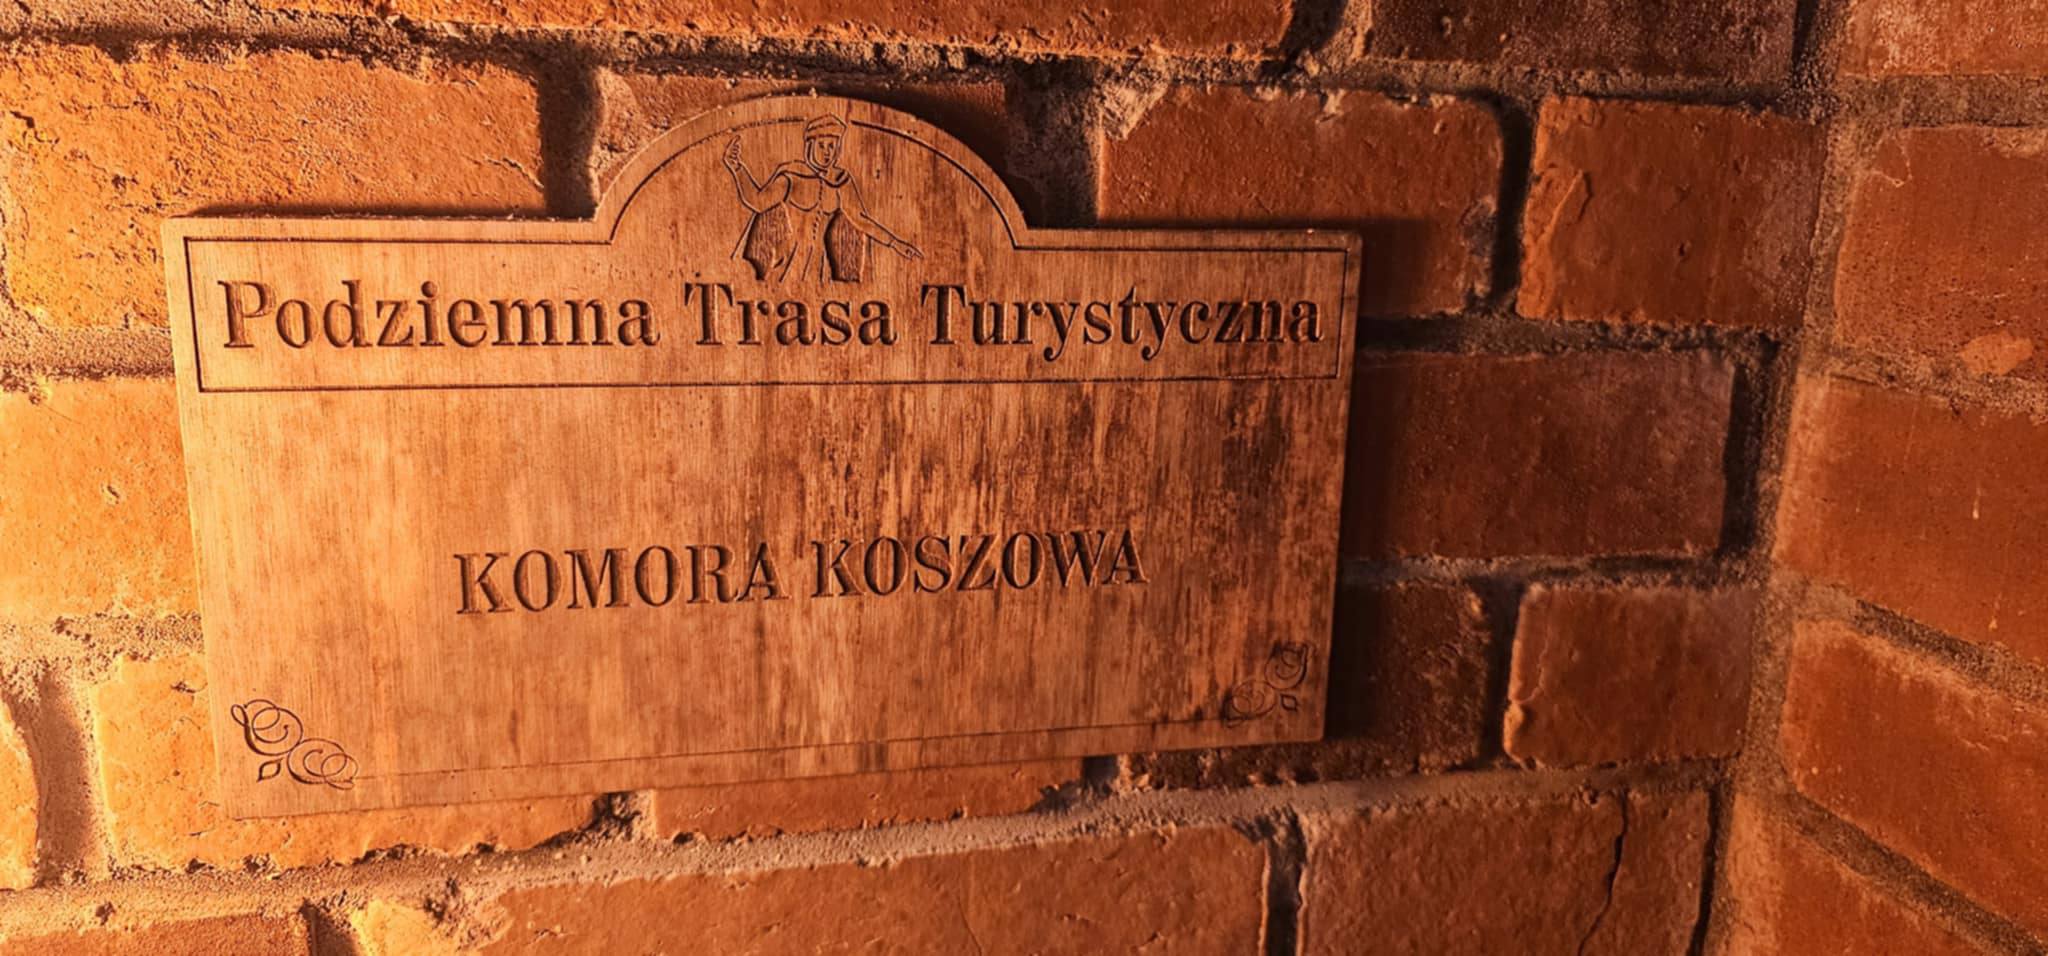 Podziemna Trasa Turystyczna
KOMORA KOSZOWA